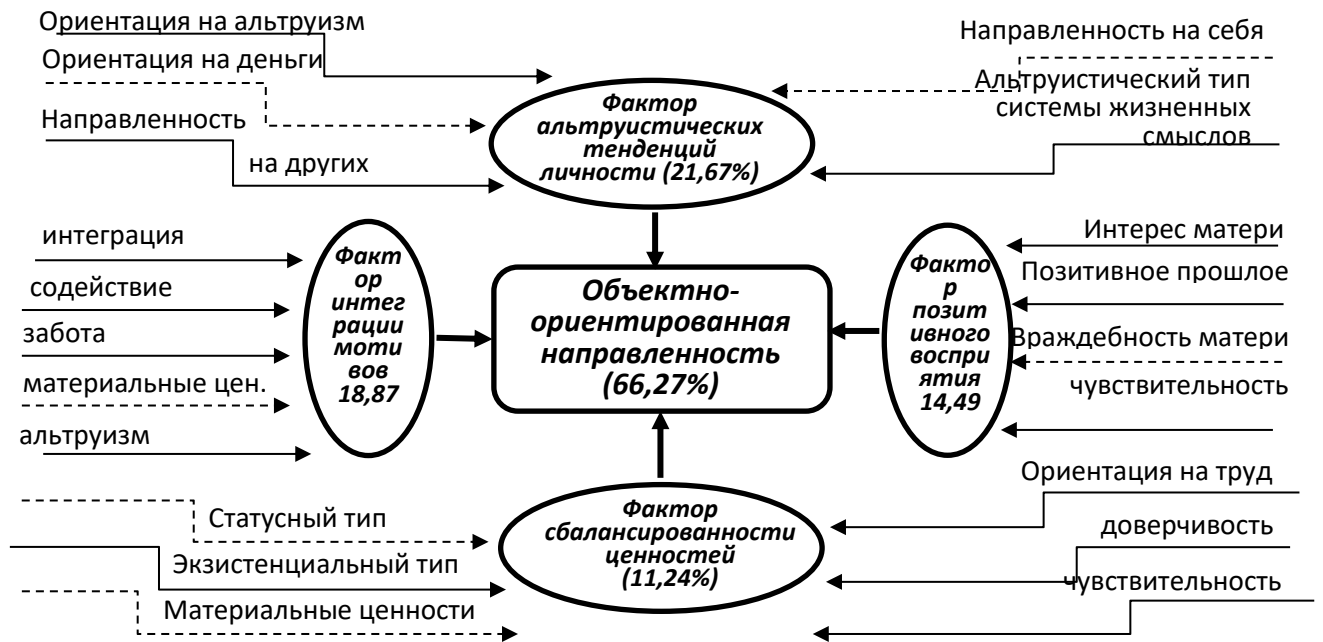 Ориентация на альтруизм
Ориентация на деньги
Направленность
на других
Фактор
альтруистических
тенденций
личности (21,67%)
Направленность на себя
Альтруистический тип
системы жизненных
смыслов
интеграция
содействие
забота
материальные цен.
альтруизм
Факт
ор
интег
рации
моти
вов
18,87
Объектно-
ориентированная
направленность
(66,27%)
Факто
р
позит
ивного
воспри
ятия
14,49
Интерес матери
Позитивное прошлое
Враждебность матери
чувствительность
Статусный тип
Экзистенциальный тип
Материальные ценности
Фактор
сбалансированности
ценностей
(11,24%)
Ориентация на труд
доверчивость
чувствительность